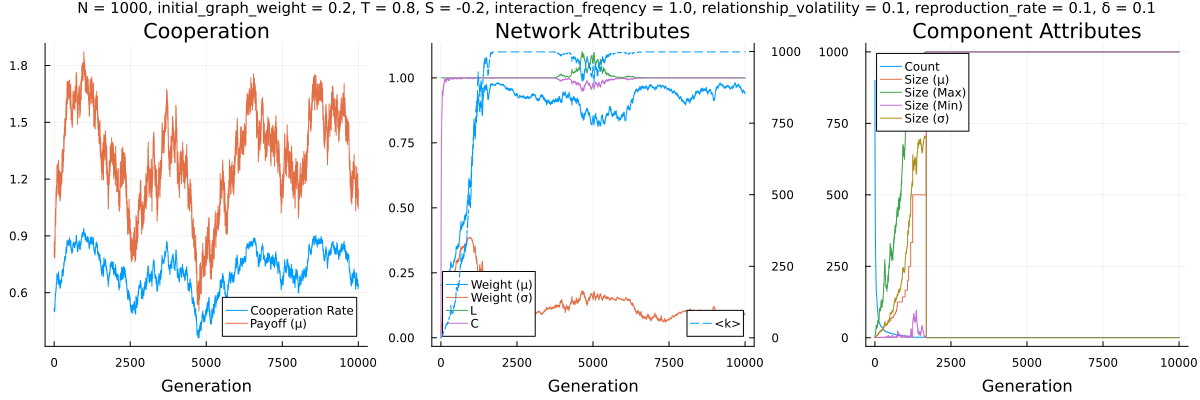 N = 1000, initial_graph_weight = 0.2, T = 0.8, S = -0.2, interaction_freqency = 1.0, relationship_volatility = 0.1, reproduction_rate = 0.1, δ = 0.1
Cooperation
1.8
1.5
1.2
0.9
0.6
0
2500
5000
7500
10000
Generation
Cooperation Rate
Payoff (μ)
Network Attributes
1.00
0.75
0.50
0.25
0.00
1000
750
500
250
0
0
2500
5000
7500
10000
Generation
Weight (μ)
Weight (σ)
L
C
<k>
Component Attributes
1000
750
500
250
0
0
2500
5000
7500
10000
Generation
Count
Size (μ)
Size (Max)
Size (Min)
Size (σ)